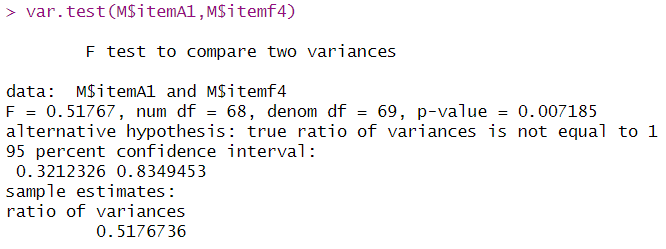 > var.test(M$itemA1,M$itemf4)
F test to compare two variances
data:  M$itemA1 and M$itemf4
F = 0.51767, num df = 68, denom df = 69, p-value = 0.007185
alternative hypothesis: true ratio of variances is not equal to 1
95 percent confidence interval:
0.3212326 0.8349453
sample estimates:
ratio of variances
0.5176736